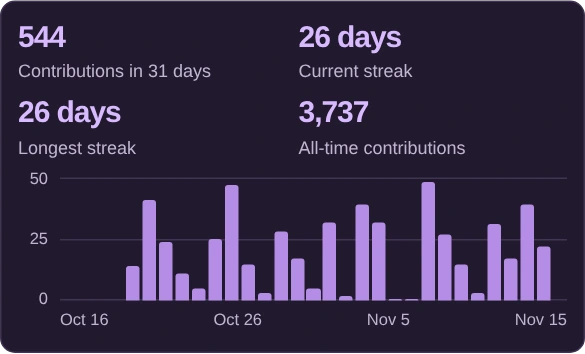 544
26 days
Contributions in 31 days
Current streak
26 days
3,737
Longest streak
All-time contributions
50
25
0
Oct 16
Oct 26
Nov 5
Nov 15